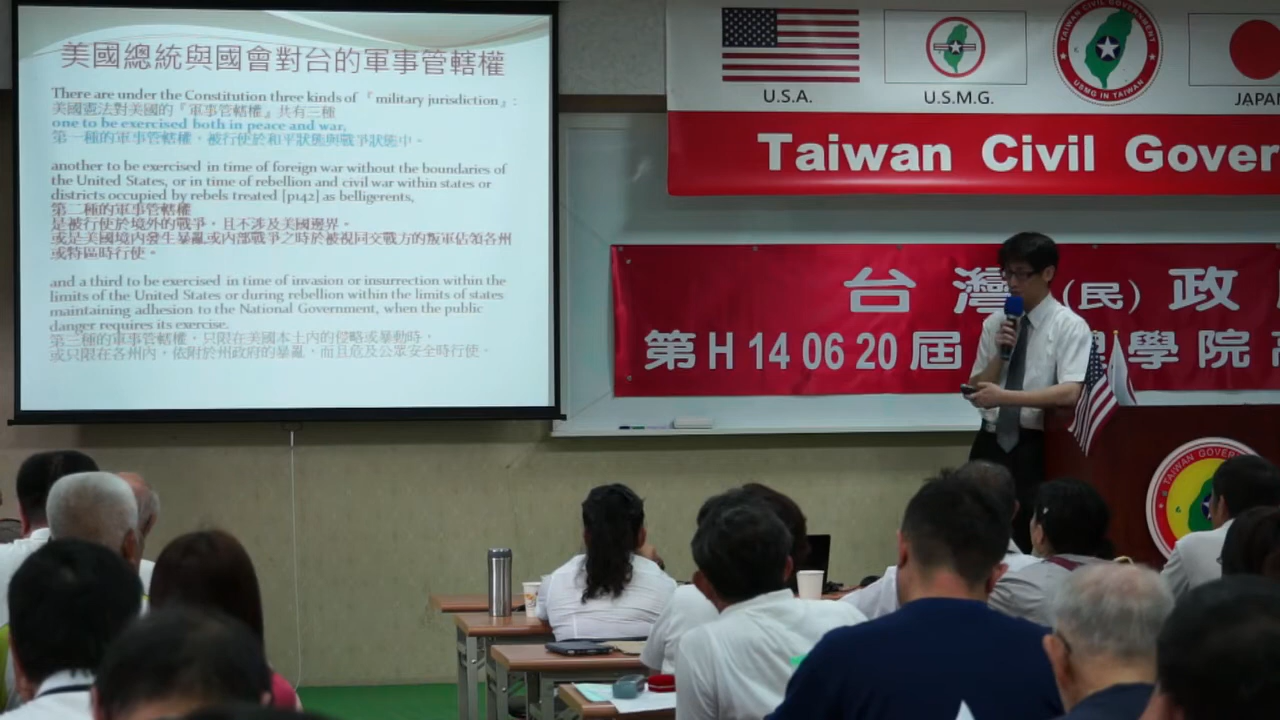 美國總統與國會對台的軍事管轄權
There are under the Constitution three kinds of『military jurisdiction』:
美國憲法對美國的『軍事管轄權』共有三種
one to be exercised both in peace and war,
第一種的軍事管轄權，被行使於和平狀態與戰爭狀態中。
another to be exercised in time of foreign war without the boundaries of
the United States, or in time of rebellion and civil war within states or
districts occupied by rebels treated [p142] as belligerents,
第二種的軍事管轄權
是被行使於境外的戰爭，且不涉及美國邊界。
或是美國境內發生暴亂或內部戰爭之時於被視同交戰方的叛軍佔領各州
或特區時行使。
and a third to be exercised in time of invasion or insurrection within the
limits of the United States or during rebellion within the limits of states
maintaining adhesion to the National Government, when the public
danger requires its exercise.
第三種的軍事管轄權，只限在美國本土內的侵略或暴動時，
或只限在各州內，依附於州政府的暴亂，而且危及公眾安全時行使。
U.S.A.
U.S.M.G.
TAIWAN CIVIL GOVERNMENT
USMG IN TAIWAN
JAPAN
Taiwan Civil Gover
台灣(民)政
第H 14 06 20屆 學院
TAIWAN GOVER